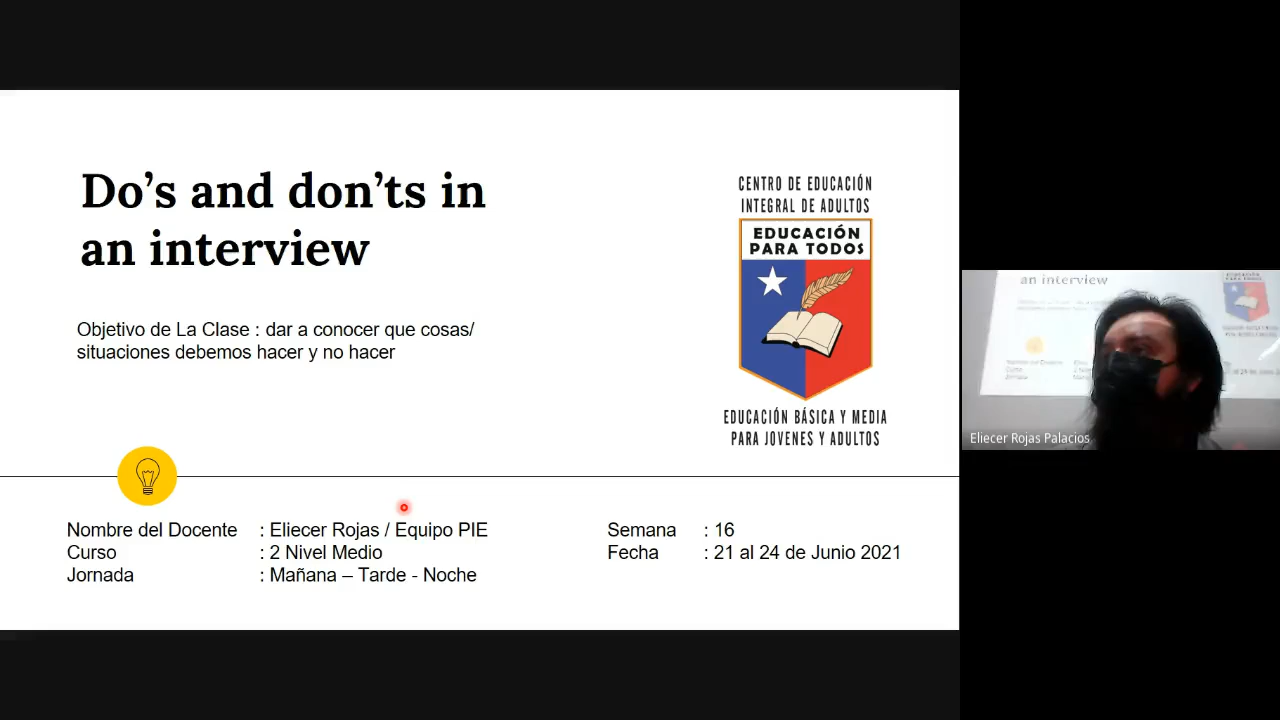 Do’s and don’ts in
an interview
Objetivo de La Clase : dar a conocer que cosas/
situaciones debemos hacer y no hacer
CENTRO DE EDUCACIÓN
INTEGRAL DE ADULTOS
EDUCACIÓN
PARA TODOS
EDUCACIÓN BÁSICA Y MEDIA
PARA JOVENES Y ADULTOS
Nombre del Docente : Eliecer Rojas / Equipo PIE
Curso : 2 Nivel Medio
Jornada : Mañana – Tarde - Noche
Semana : 16
Fecha : 21 al 24 de Junio 2021
an interview
Eliecer Rojas Palacios